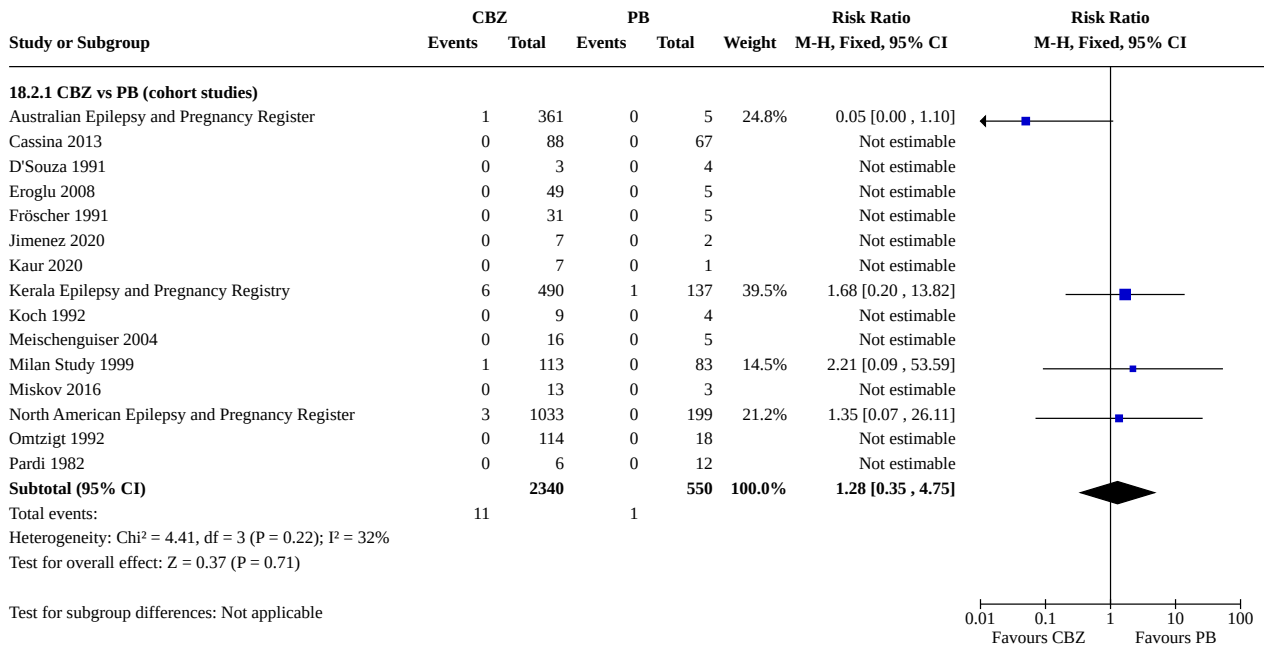 CBZ PB Risk Ratio Risk Ratio
Study or Subgroup Events Total Events Total Weight M-H, Fixed, 95% CI M-H, Fixed, 95% CI
18.2.1 CBZ vs PB (cohort studies)
Australian Epilepsy and Pregnancy Register 1 361 0 5 24.8% 0.05 [0.00 , 1.10]
Cassina 2013 0 88 0 67 Not estimable
D'Souza 1991 0 3 0 4 Not estimable
Eroglu 2008 0 49 0 5 Not estimable
Fröscher 1991 0 31 0 5 Not estimable
Jimenez 2020 0 7 0 2 Not estimable
Kaur 2020 0 7 0 1 Not estimable
Kerala Epilepsy and Pregnancy Registry 6 490 1 137 39.5% 1.68 [0.20 , 13.82]
Koch 1992 0 9 0 4 Not estimable
Meischenguiser 2004 0 16 0 5 Not estimable
Milan Study 1999 1 113 0 83 14.5% 2.21 [0.09 , 53.59]
Miskov 2016 0 13 0 3 Not estimable
North American Epilepsy and Pregnancy Register 3 1033 0 199 21.2% 1.35 [0.07 , 26.11]
Omtzigt 1992 0 114 0 18 Not estimable
Pardi 1982 0 6 0 12 Not estimable
Subtotal (95% CI) 2340 550 100.0% 1.28 [0.35 , 4.75]
Total events: 11 1
Heterogeneity: Chi² = 4.41, df = 3 (P = 0.22); I² = 32%
Test for overall effect: Z = 0.37 (P = 0.71)
Test for subgroup differences: Not applicable
0.01 0.1 1 10 100
Favours CBZ Favours PB